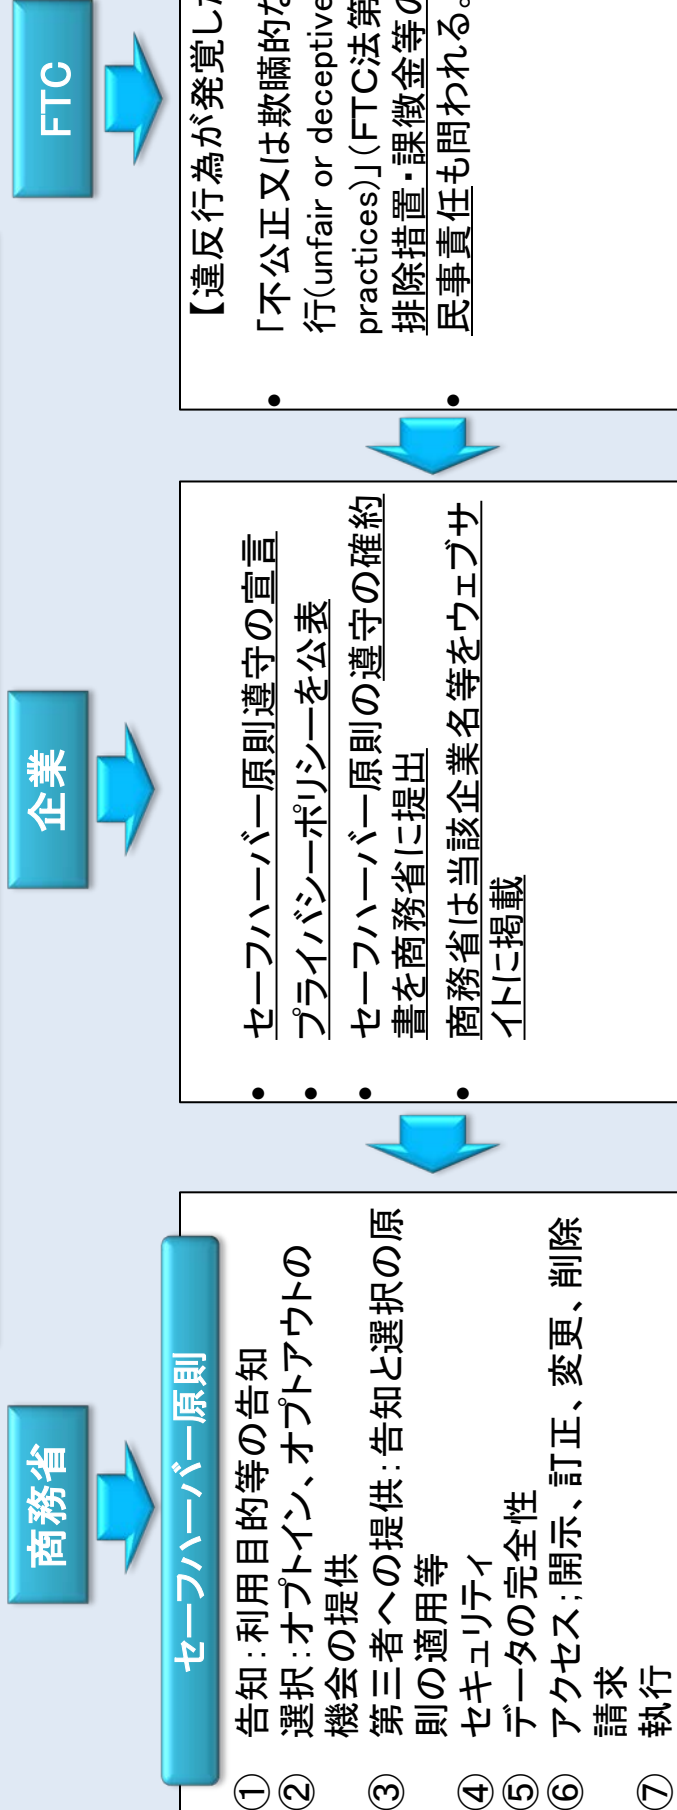 商務省
セーフハーバー原則
① 告知：利用目的等の告知
② 選択：オプトイン、オプトアウトの
機会の提供
③ 第三者への提供：告知と選択の原
則の適用等
④ セキュリティ
⑤ データの完全性
⑥ アクセス；開示、訂正、変更、削除
請求
⑦ 執行
企業
• セーフハーバー原則遵守の宣言
• プライバシーポリシーを公表
• セーフハーバー原則の遵守の確約
書を商務省に提出
• 商務省は当該企業名等をウェブサ
イトに掲載
FTC
【違反行為が発覚した
• 「不公正又は欺瞞的な
行(unfair or deceptive
practices)」（FTC法第
• 排除措置・課徴金等の
民事責任も問われる。